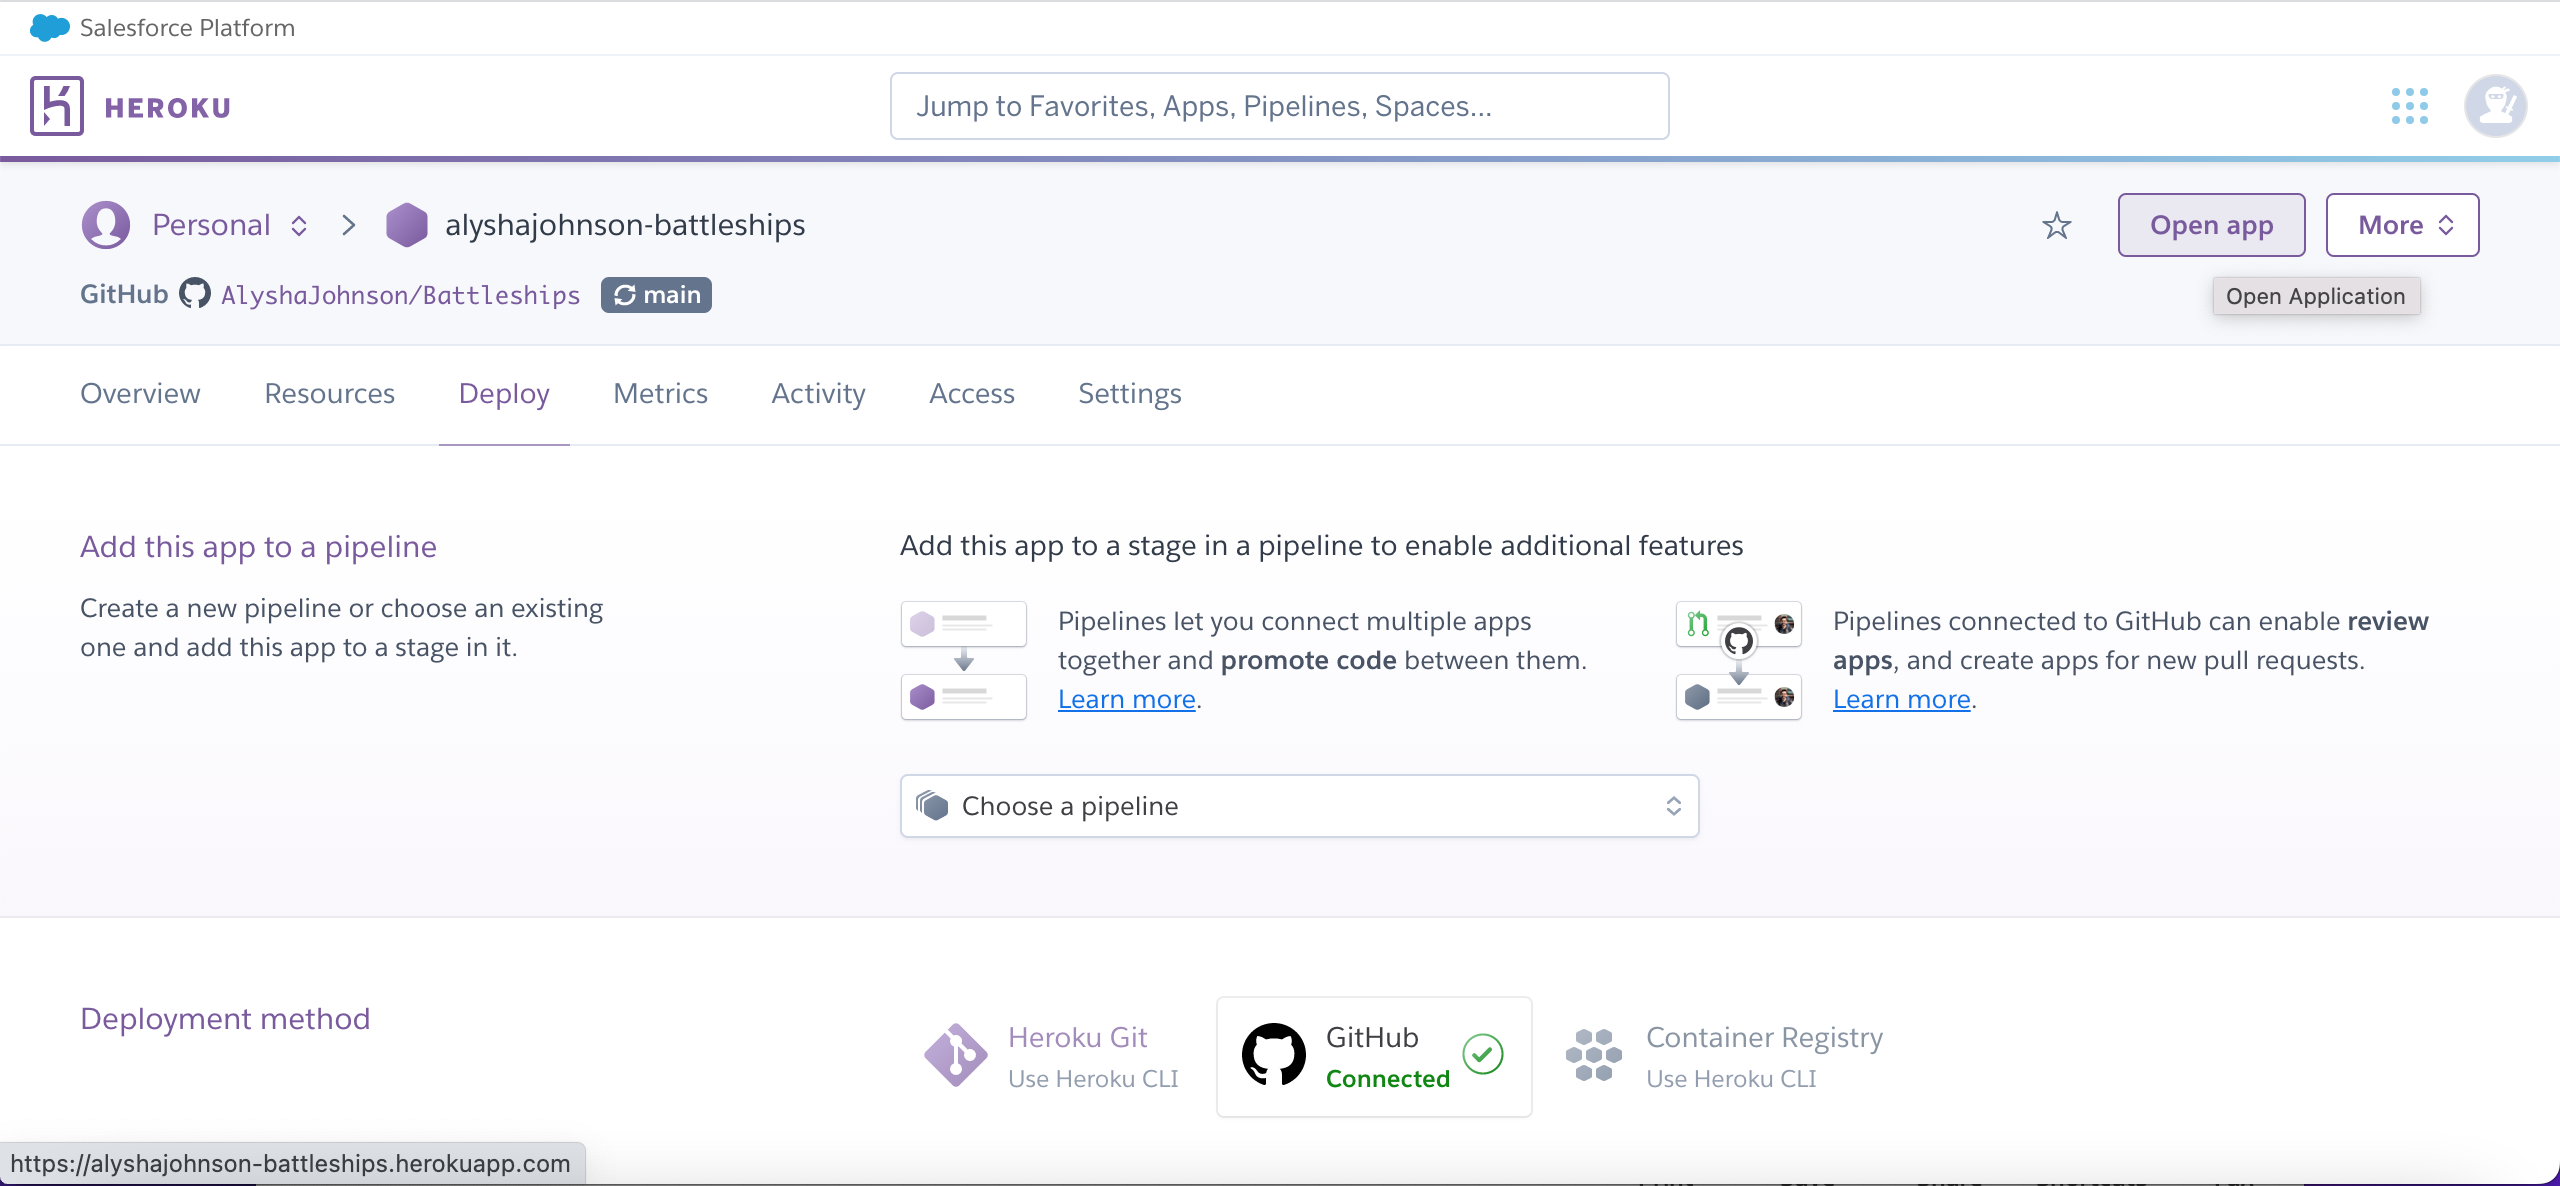 Salesforce Platform
HEROKU
Jump to Favorites, Apps, Pipelines, Spaces...
Personal
alyshajohnson-battleships
Open app
More
GitHub AlyshaJohnson/Battleships main
Open Application
Overview Resources Deploy Metrics Activity Access Settings
Add this app to a pipeline
Create a new pipeline or choose an existing
one and add this app to a stage in it.
Add this app to a stage in a pipeline to enable additional features
Pipelines let you connect multiple apps
together and promote code between them.
Learn more.
Pipelines connected to GitHub can enable review
apps, and create apps for new pull requests.
Learn more.
Choose a pipeline
Deployment method
Heroku Git
Use Heroku CLI
GitHub
Connected
Container Registry
Use Heroku CLI
https://alyshajohnson-battleships.herokuapp.com